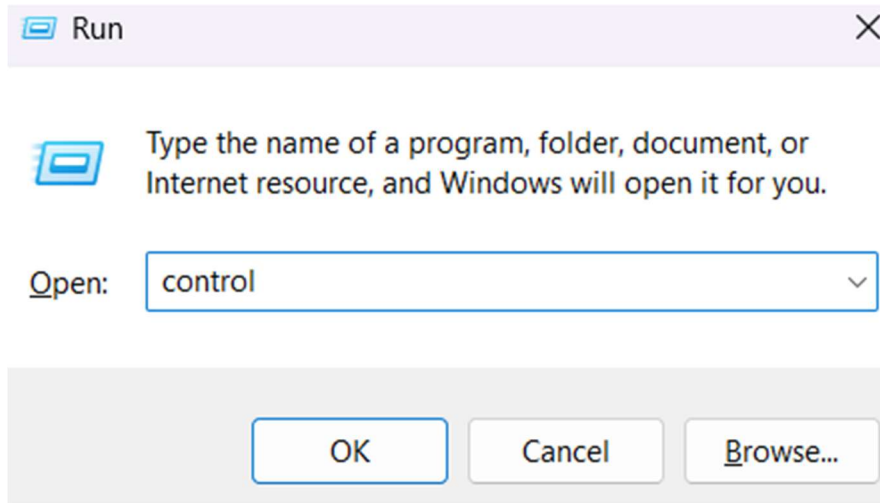 Run
Type the name of a program, folder, document, or
Internet resource, and Windows will open it for you.
Open: control
OK Cancel Browse...